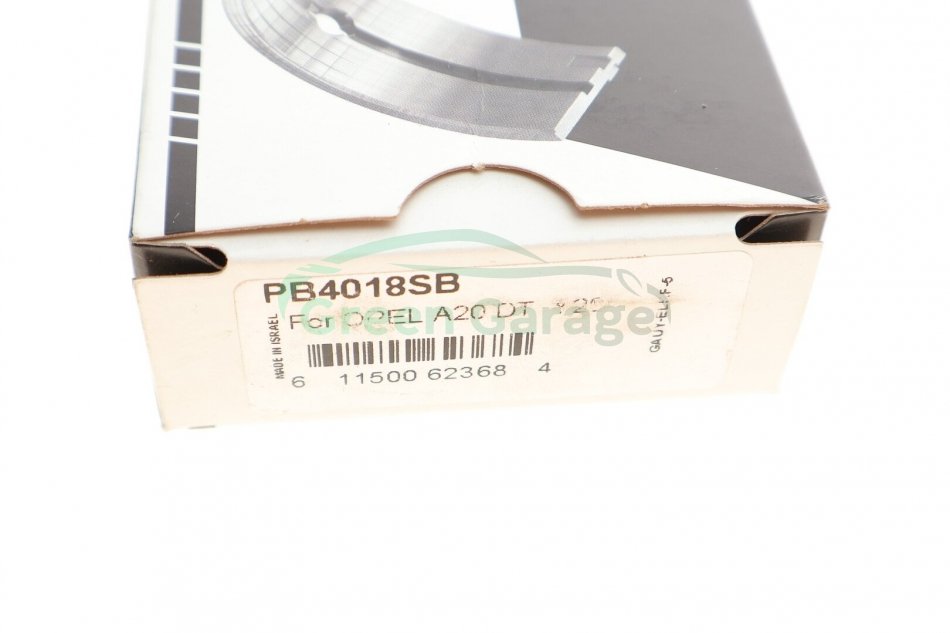 PB4018SB
For OPEL A20 DT
MADE IN ISRAEL
6 11500 62368 4
Green Garage